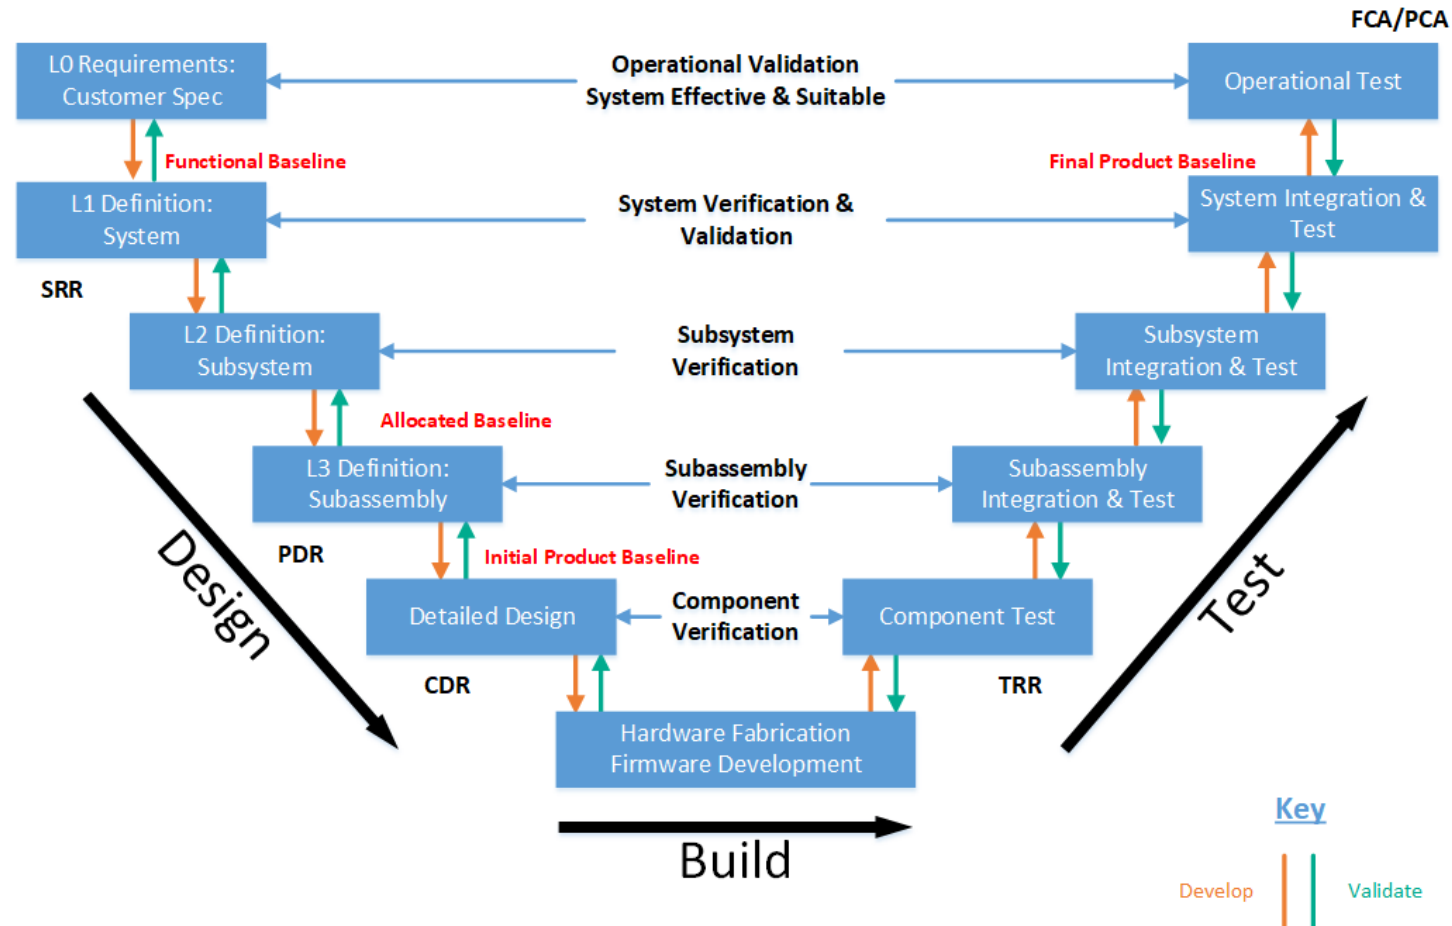 FCA/PCA
L0 Requirements:
Customer Spec
Operational Validation
System Effective & Suitable
Operational Test
Functional Baseline
Final Product Baseline
L1 Definition:
System
System Verification &
Validation
System Integration &
Test
SRR
L2 Definition:
Subsystem
Subsystem
Verification
Subsystem
Integration & Test
Allocated Baseline
L3 Definition:
Subassembly
Subassembly
Verification
Subassembly
Integration & Test
PDR
Initial Product Baseline
Detailed Design
Component
Verification
Component Test
CDR
TRR
Hardware Fabrication
Firmware Development
Design
Build
Test
Key
Develop
Validate